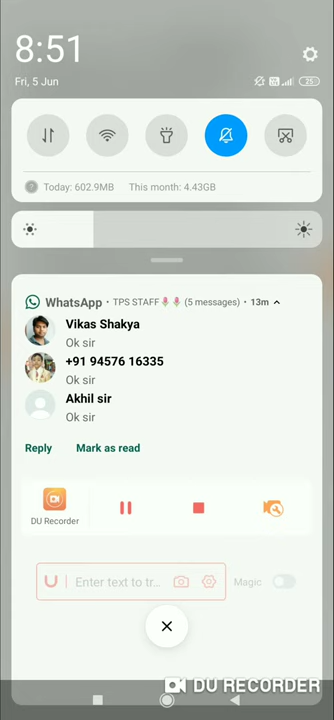 8:51
Fri, 5 Jun
25
Today: 602.9MB This month: 4.43GB
WhatsApp • TPS STAFF🌷🌷 (5 messages) • 13m
Vikas Shakya
Ok sir
+91 94576 16335
Ok sir
Akhil sir
Ok sir
Reply Mark as read
DU Recorder
Enter text to tr... Magic
DU RECORDER